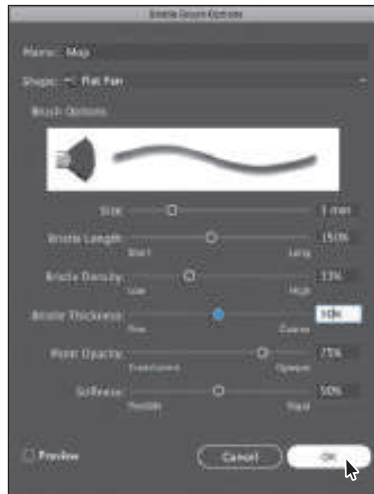 Bristle Brush Options
Name: Mop
Shape: Flat Fan
Brush Options
Size: 3 mm
Bristle Length: 150%
Short Long
Bristle Density: 33%
Low High
Bristle Thickness: 50%
Fine Coarse
Paint Opacity: 75%
Translucent Opaque
Stiffness: 50%
Flexible Rigid
Preview Cancel OK